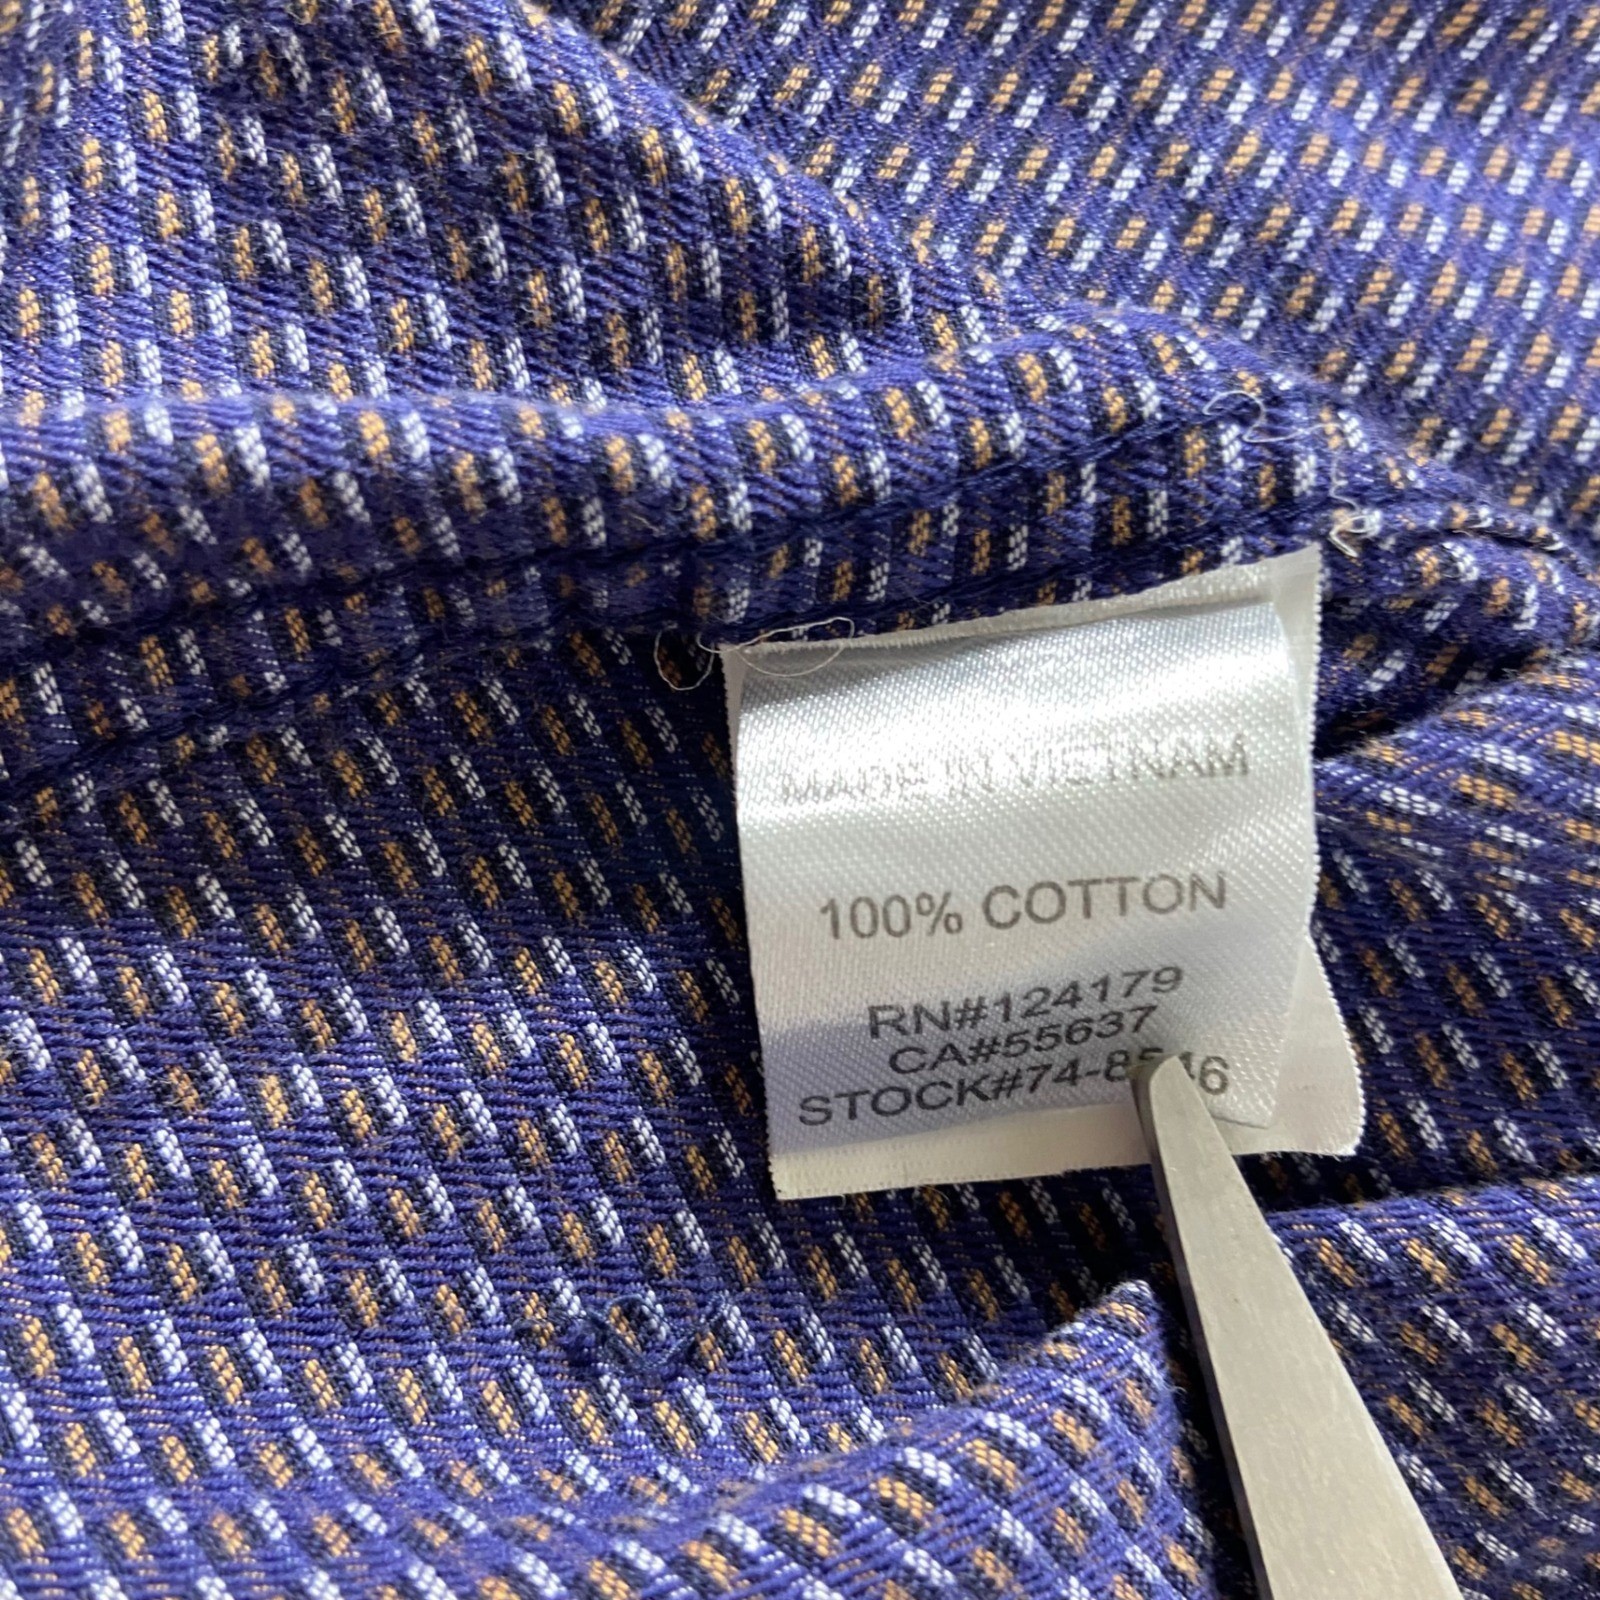 MADE IN VIETNAM
100% COTTON
RN#124179
CA#55637